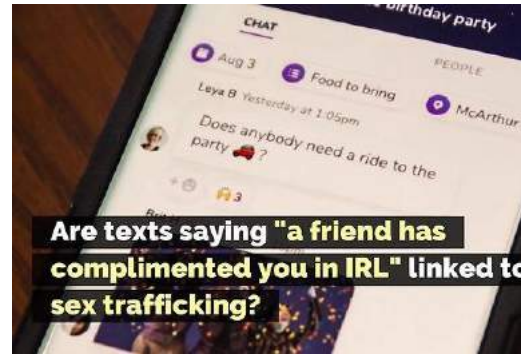 birthday party
CHAT
PEOPLE
Aug 3
Food to bring
McArthur
Leya B Yesterday at 1:05pm
Does anybody need a ride to the
party 🚗?
3
Are texts saying "a friend has
complimented you in IRL" linked to
sex trafficking?